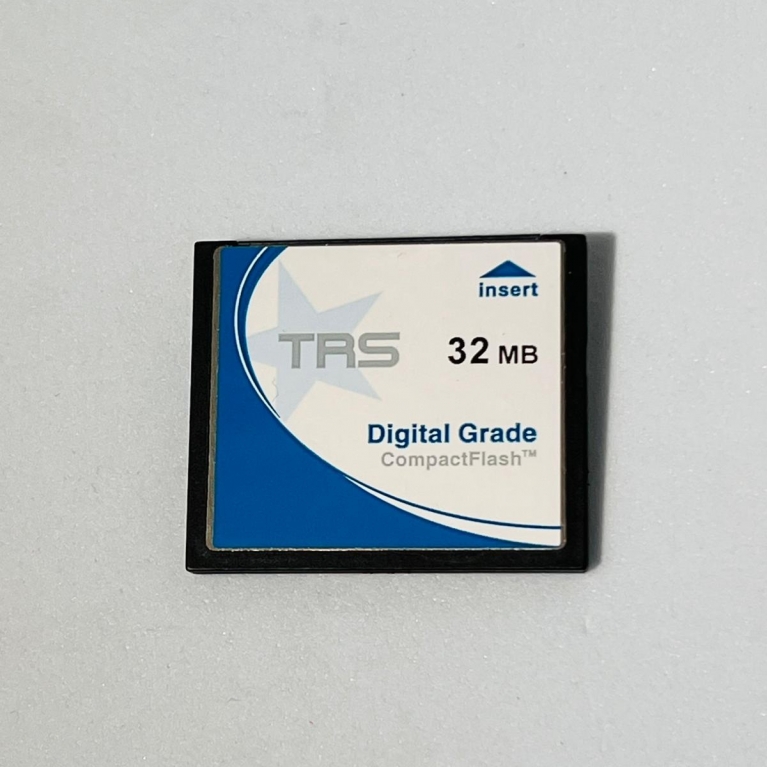 insert
TRS
32 MB
Digital Grade
CompactFlash™